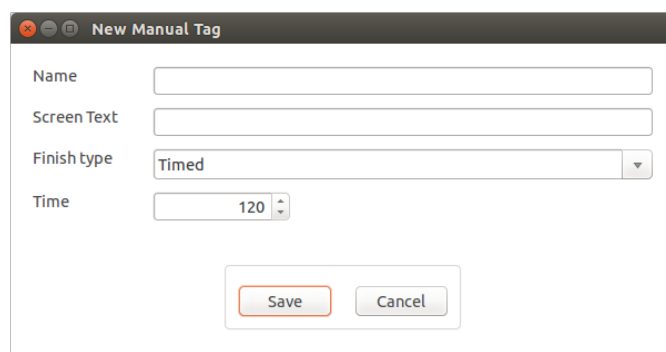 New Manual Tag
Name
Screen Text
Finish type Timed
Time 120
Save Cancel